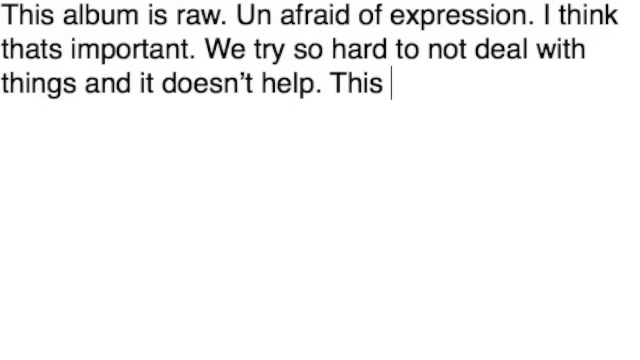 This album is raw. Un afraid of expression. I think
thats important. We try so hard to not deal with
things and it doesn’t help. This